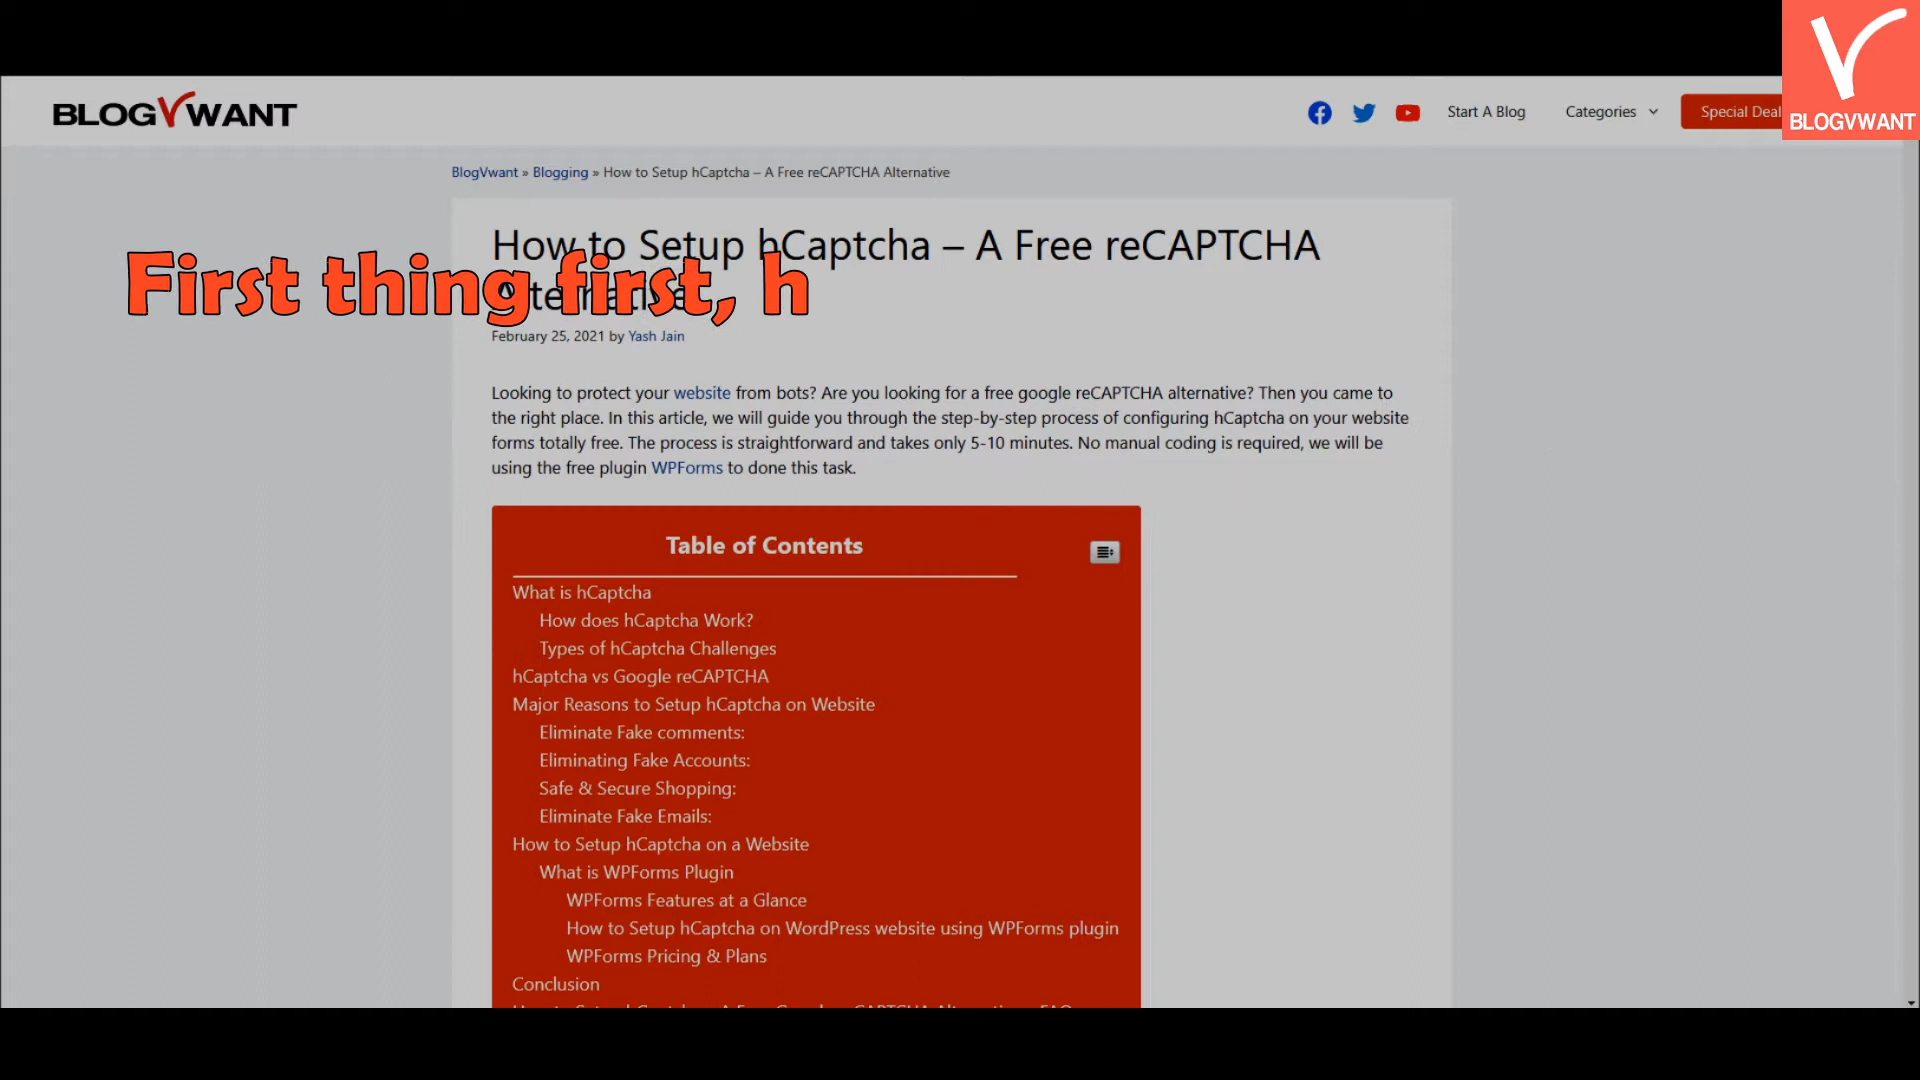 BLOGVWANT
Start A Blog
Categories
Special Deal
BLOGVWANT
BlogVwant » Blogging » How to Setup hCaptcha – A Free reCAPTCHA Alternative
How to Setup hCaptcha – A Free reCAPTCHA
Alternative
First thing first, h
February 25, 2021 by Yash Jain
Looking to protect your website from bots? Are you looking for a free google reCAPTCHA alternative? Then you came to
the right place. In this article, we will guide you through the step-by-step process of configuring hCaptcha on your website
forms totally free. The process is straightforward and takes only 5-10 minutes. No manual coding is required, we will be
using the free plugin WPForms to done this task.
Table of Contents
What is hCaptcha
How does hCaptcha Work?
Types of hCaptcha Challenges
hCaptcha vs Google reCAPTCHA
Major Reasons to Setup hCaptcha on Website
Eliminate Fake comments:
Eliminating Fake Accounts:
Safe & Secure Shopping:
Eliminate Fake Emails:
How to Setup hCaptcha on a Website
What is WPForms Plugin
WPForms Features at a Glance
How to Setup hCaptcha on WordPress website using WPForms plugin
WPForms Pricing & Plans
Conclusion